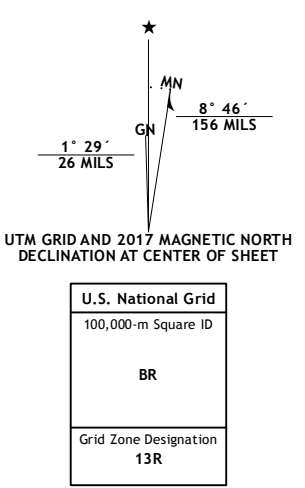 ★
MN
GN
8° 46´
156 MILS
1° 29´
26 MILS
UTM GRID AND 2017 MAGNETIC NORTH
DECLINATION AT CENTER OF SHEET
U.S. National Grid
100,000-m Square ID
BR
Grid Zone Designation
13R